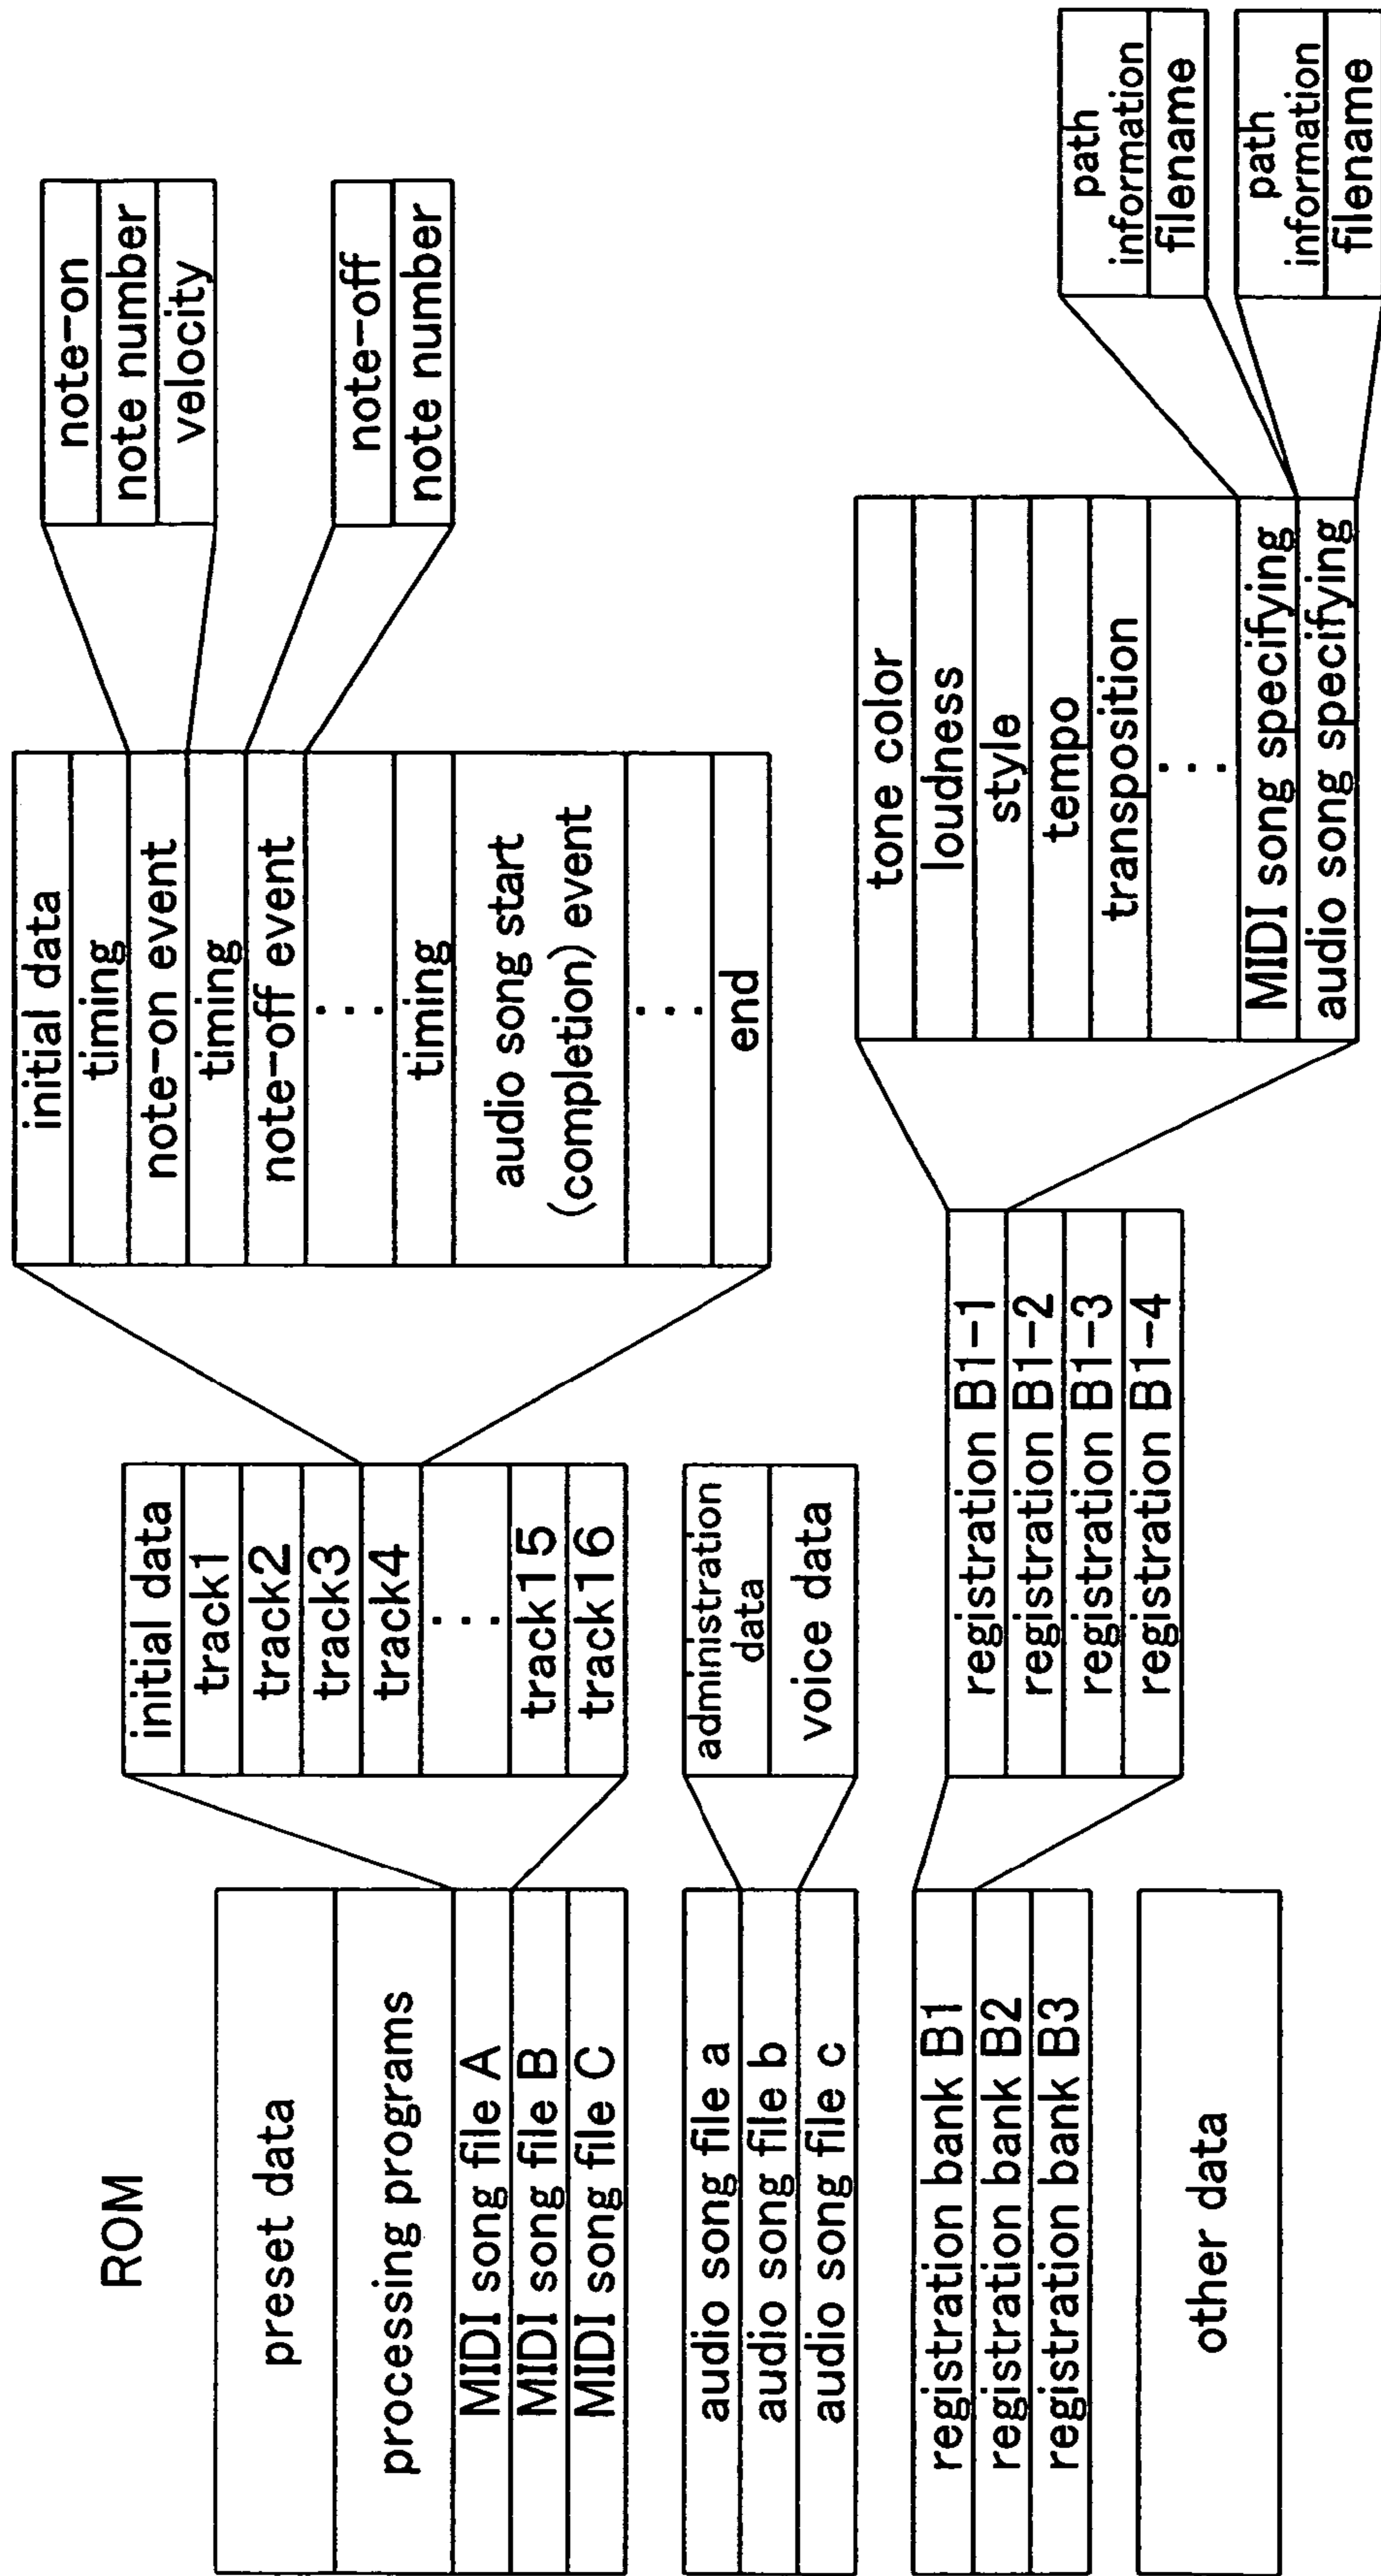 ROM
preset data
processing programs
MIDI song file A
MIDI song file B
MIDI song file C
audio song file a
audio song file b
audio song file c
registration bank B1
registration bank B2
registration bank B3
other data
initial data
track1
track2
track3
track4
...
track15
track16
administration
data
voice data
registration B1-1
registration B1-2
registration B1-3
registration B1-4
initial data
timing
note-on event
timing
note-off event
...
timing
audio song start
(completion) event
...
end
note-on
note number
velocity
note-off
note number
tone color
loudness
style
tempo
transposition
...
MIDI song specifying
audio song specifying
path
information
filename
path
information
filename